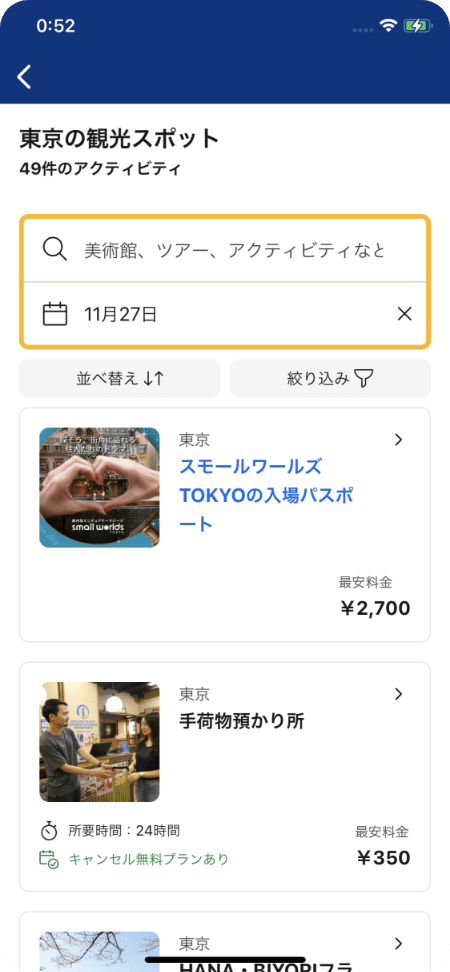 0:52
東京の観光スポット
49件のアクティビティ
美術館、ツアー、アクティビティなと
11月27日
並べ替え
絞り込み
東京
スモールワールズ
TOKYOの入場パスポ
ート
small worlds
最安料金
￥2,700
東京
手荷物預かり所
所要時間：24時間
キャンセル無料プランあり
最安料金
￥350
東京
HANA・BIYORIフラ